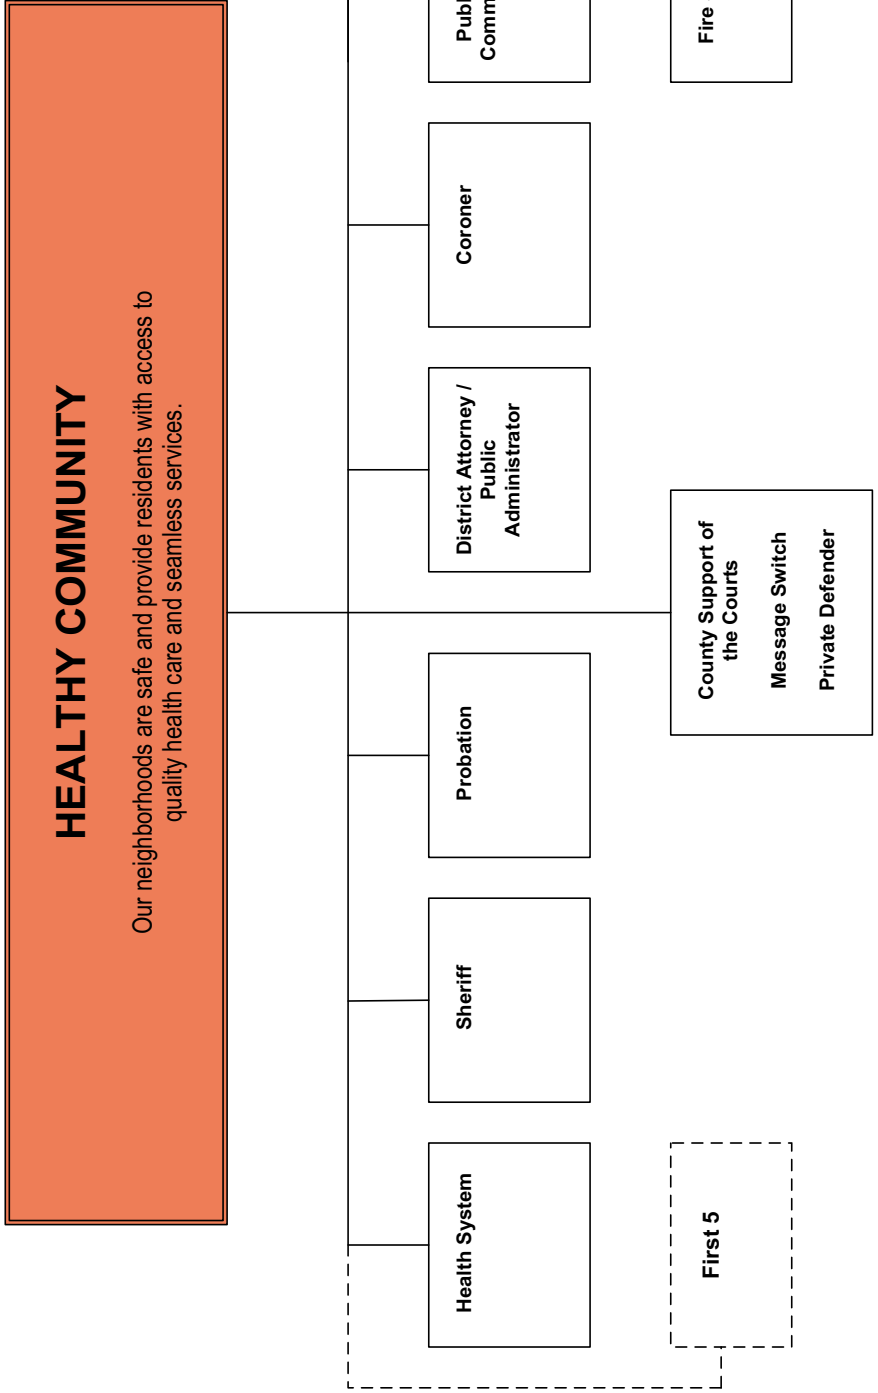 HEALTHY COMMUNITY
Our neighborhoods are safe and provide residents with access to
quality health care and seamless services.
Health System
Sheriff
Probation
District Attorney /
Public
Administrator
Coroner
Publ
Comm
First 5
County Support of
the Courts
Message Switch
Private Defender
Fire